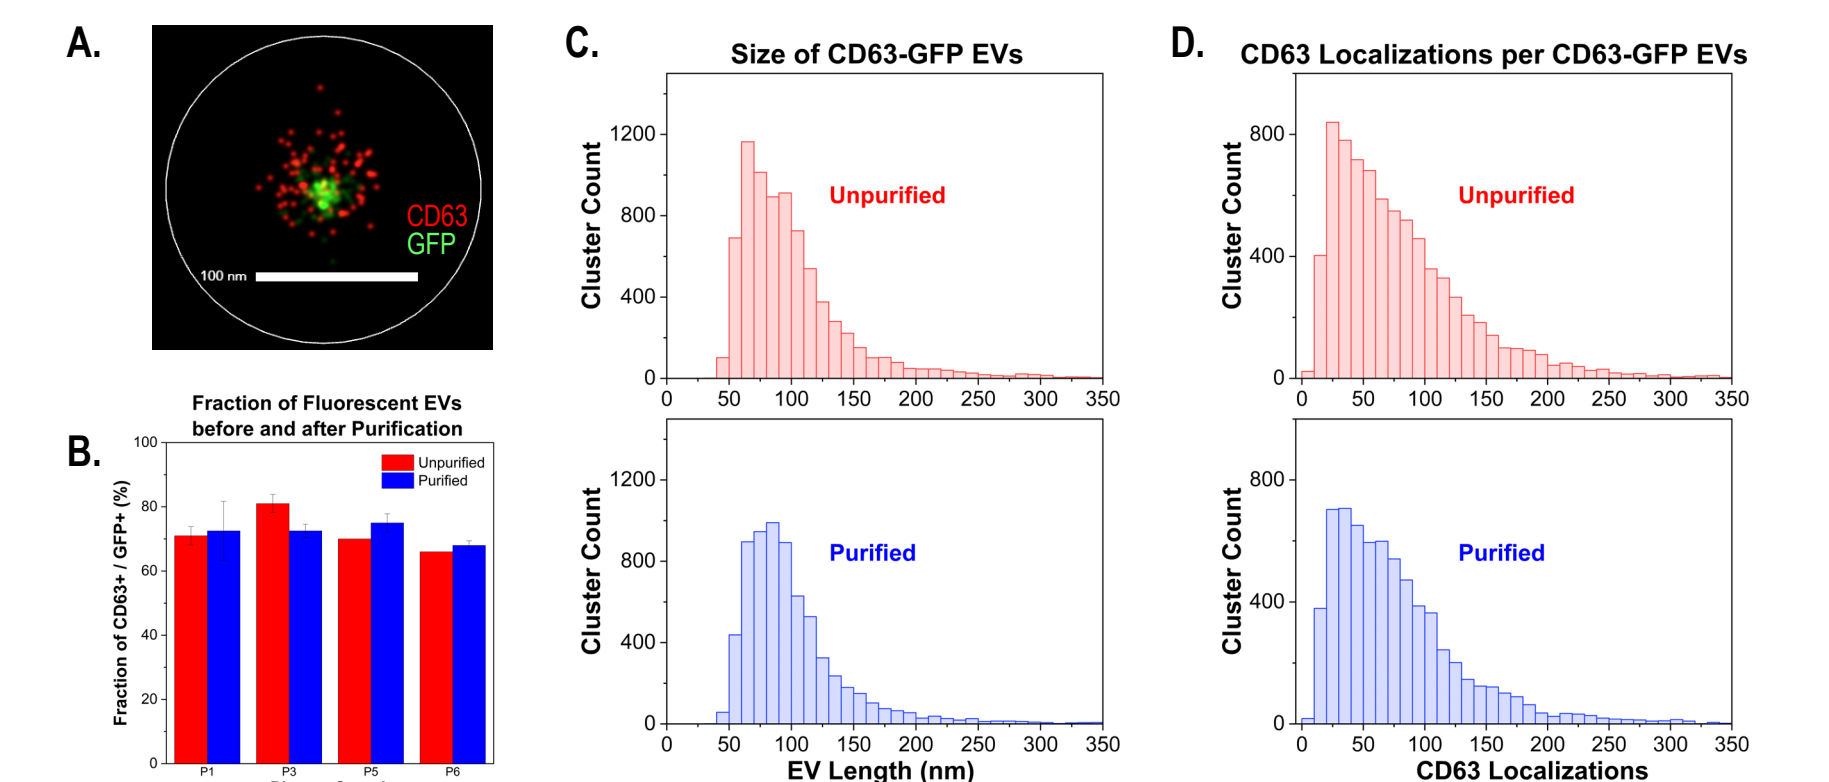 A.
CD63
GFP
100 nm
B.
Fraction of Fluorescent EVs
before and after Purification
Fraction of CD63+ / GFP+ (%)
100
80
60
40
20
0
Unpurified
Purified
P1
P3
P5
P6
C.
Size of CD63-GFP EVs
Cluster Count
1200
800
400
0
Unpurified
0
50
100
150
200
250
300
350
Cluster Count
1200
800
400
0
Purified
0
50
100
150
200
250
300
350
EV Length (nm)
D.
CD63 Localizations per CD63-GFP EVs
Cluster Count
800
400
0
Unpurified
0
50
100
150
200
250
300
350
Cluster Count
800
400
0
Purified
0
50
100
150
200
250
300
350
CD63 Localizations